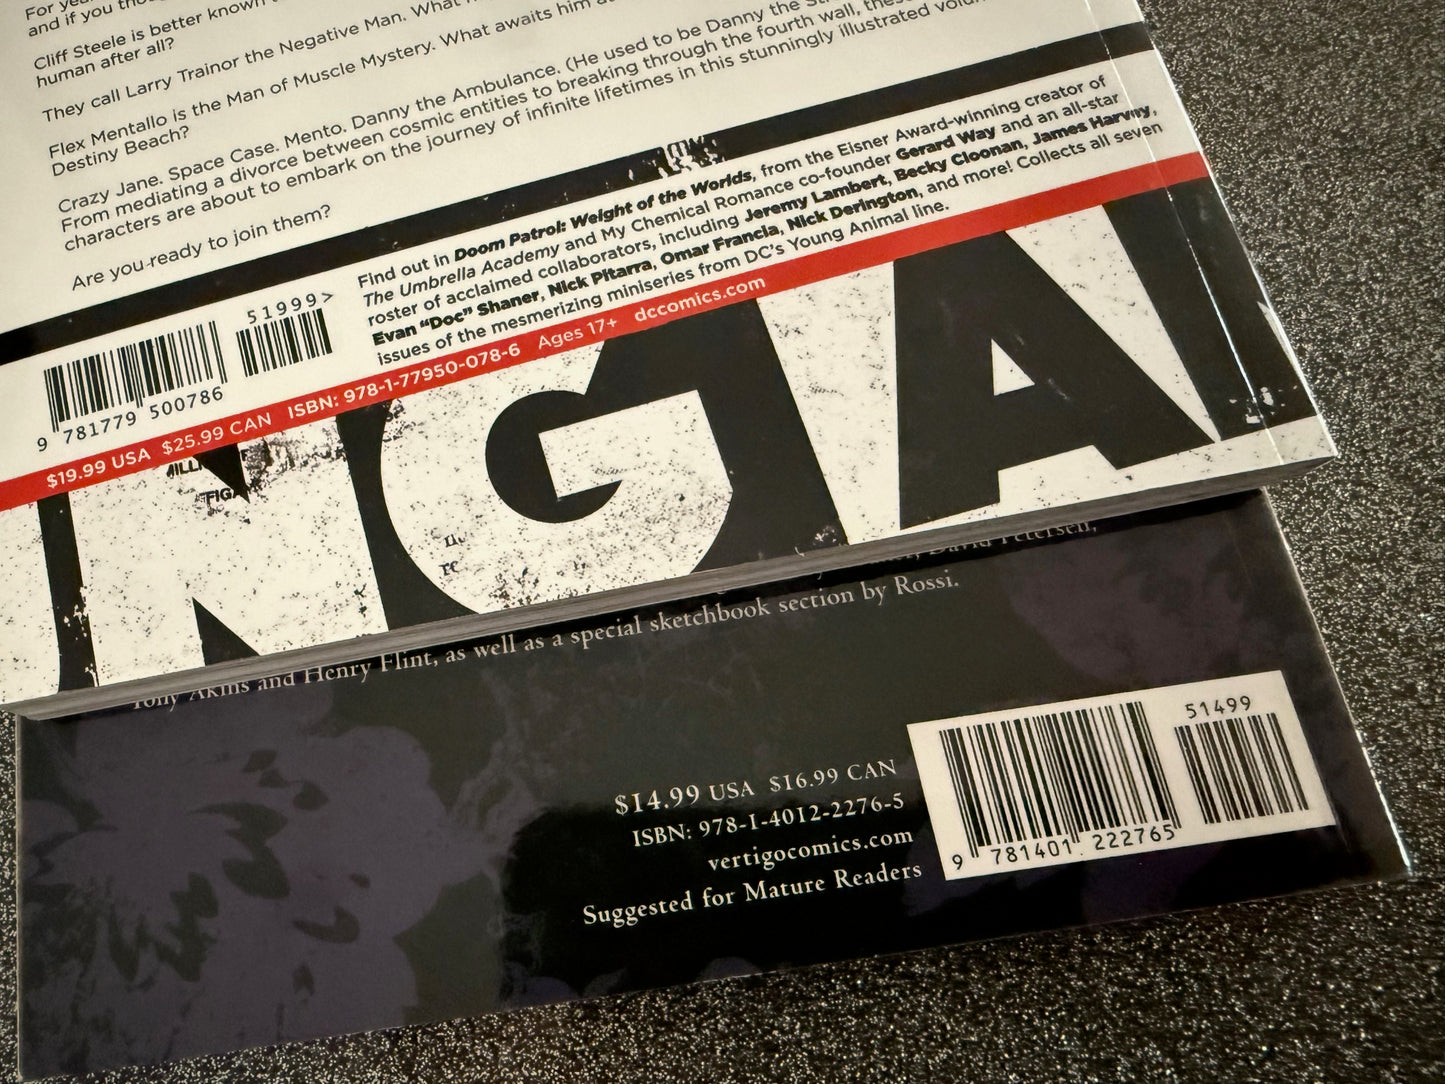 For yea
and if you thou
Cliff Steele is better known
human after all?
They call Larry Trainor the Negative Man. What
Flex Mentallo is the Man of Muscle Mystery. What awaits him a
Destiny Beach?
Crazy Jane. Space Case. Mento. Danny the Ambulance. (He used to be Danny the
From mediating a divorce between cosmic entities to breaking through the fourth wall, these
characters are about to embark on the journey of infinite lifetimes in this stunningly illustrated
Are you ready to join them?
Find out in Doom Patrol: Weight of the Worlds, from the Eisner Award-winning creator of
The Umbrella Academy and My Chemical Romance co-founder Gerard Way and an all-star
roster of acclaimed collaborators, including Jeremy Lambert, Becky Cloonan, James Harvey,
Evan "Doc" Shaner, Nick Pitarra, Omar Francia, Nick Derington, and more! Collects all seven
issues of the mesmerizing miniseries from DC's Young Animal line.
51999>
9 781779 500786
$19.99 USA $25.99 CAN ISBN: 978-1-77950-078-6 Ages 17+ dccomics.com
NGA
David Petersen,
Tony Akins and Henry Flint, as well as a special sketchbook section by Rossi.
$14.99 USA $16.99 CAN
ISBN: 978-1-4012-2276-5
vertigocomics.com
Suggested for Mature Readers
51499
9 781401 222765